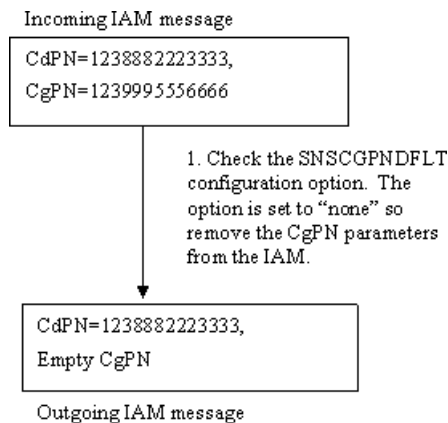 Incoming IAM message
CdPN=1238882223333,
CgPN=1239995556666
1. Check the SNSCGPNDFLT
configuration option. The
option is set to “none” so
remove the CgPN parameters
from the IAM.
CdPN=1238882223333,
Empty CgPN
Outgoing IAM message